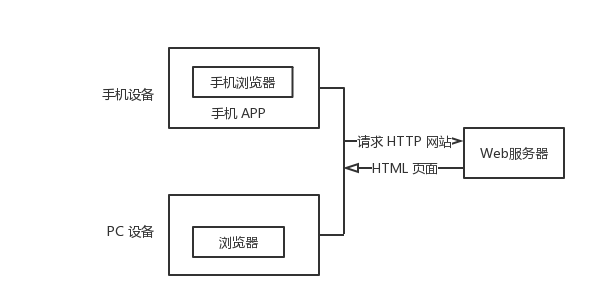 手机设备
手机浏览器
手机 APP
请求 HTTP 网站
Web服务器
HTML 页面
PC 设备
浏览器